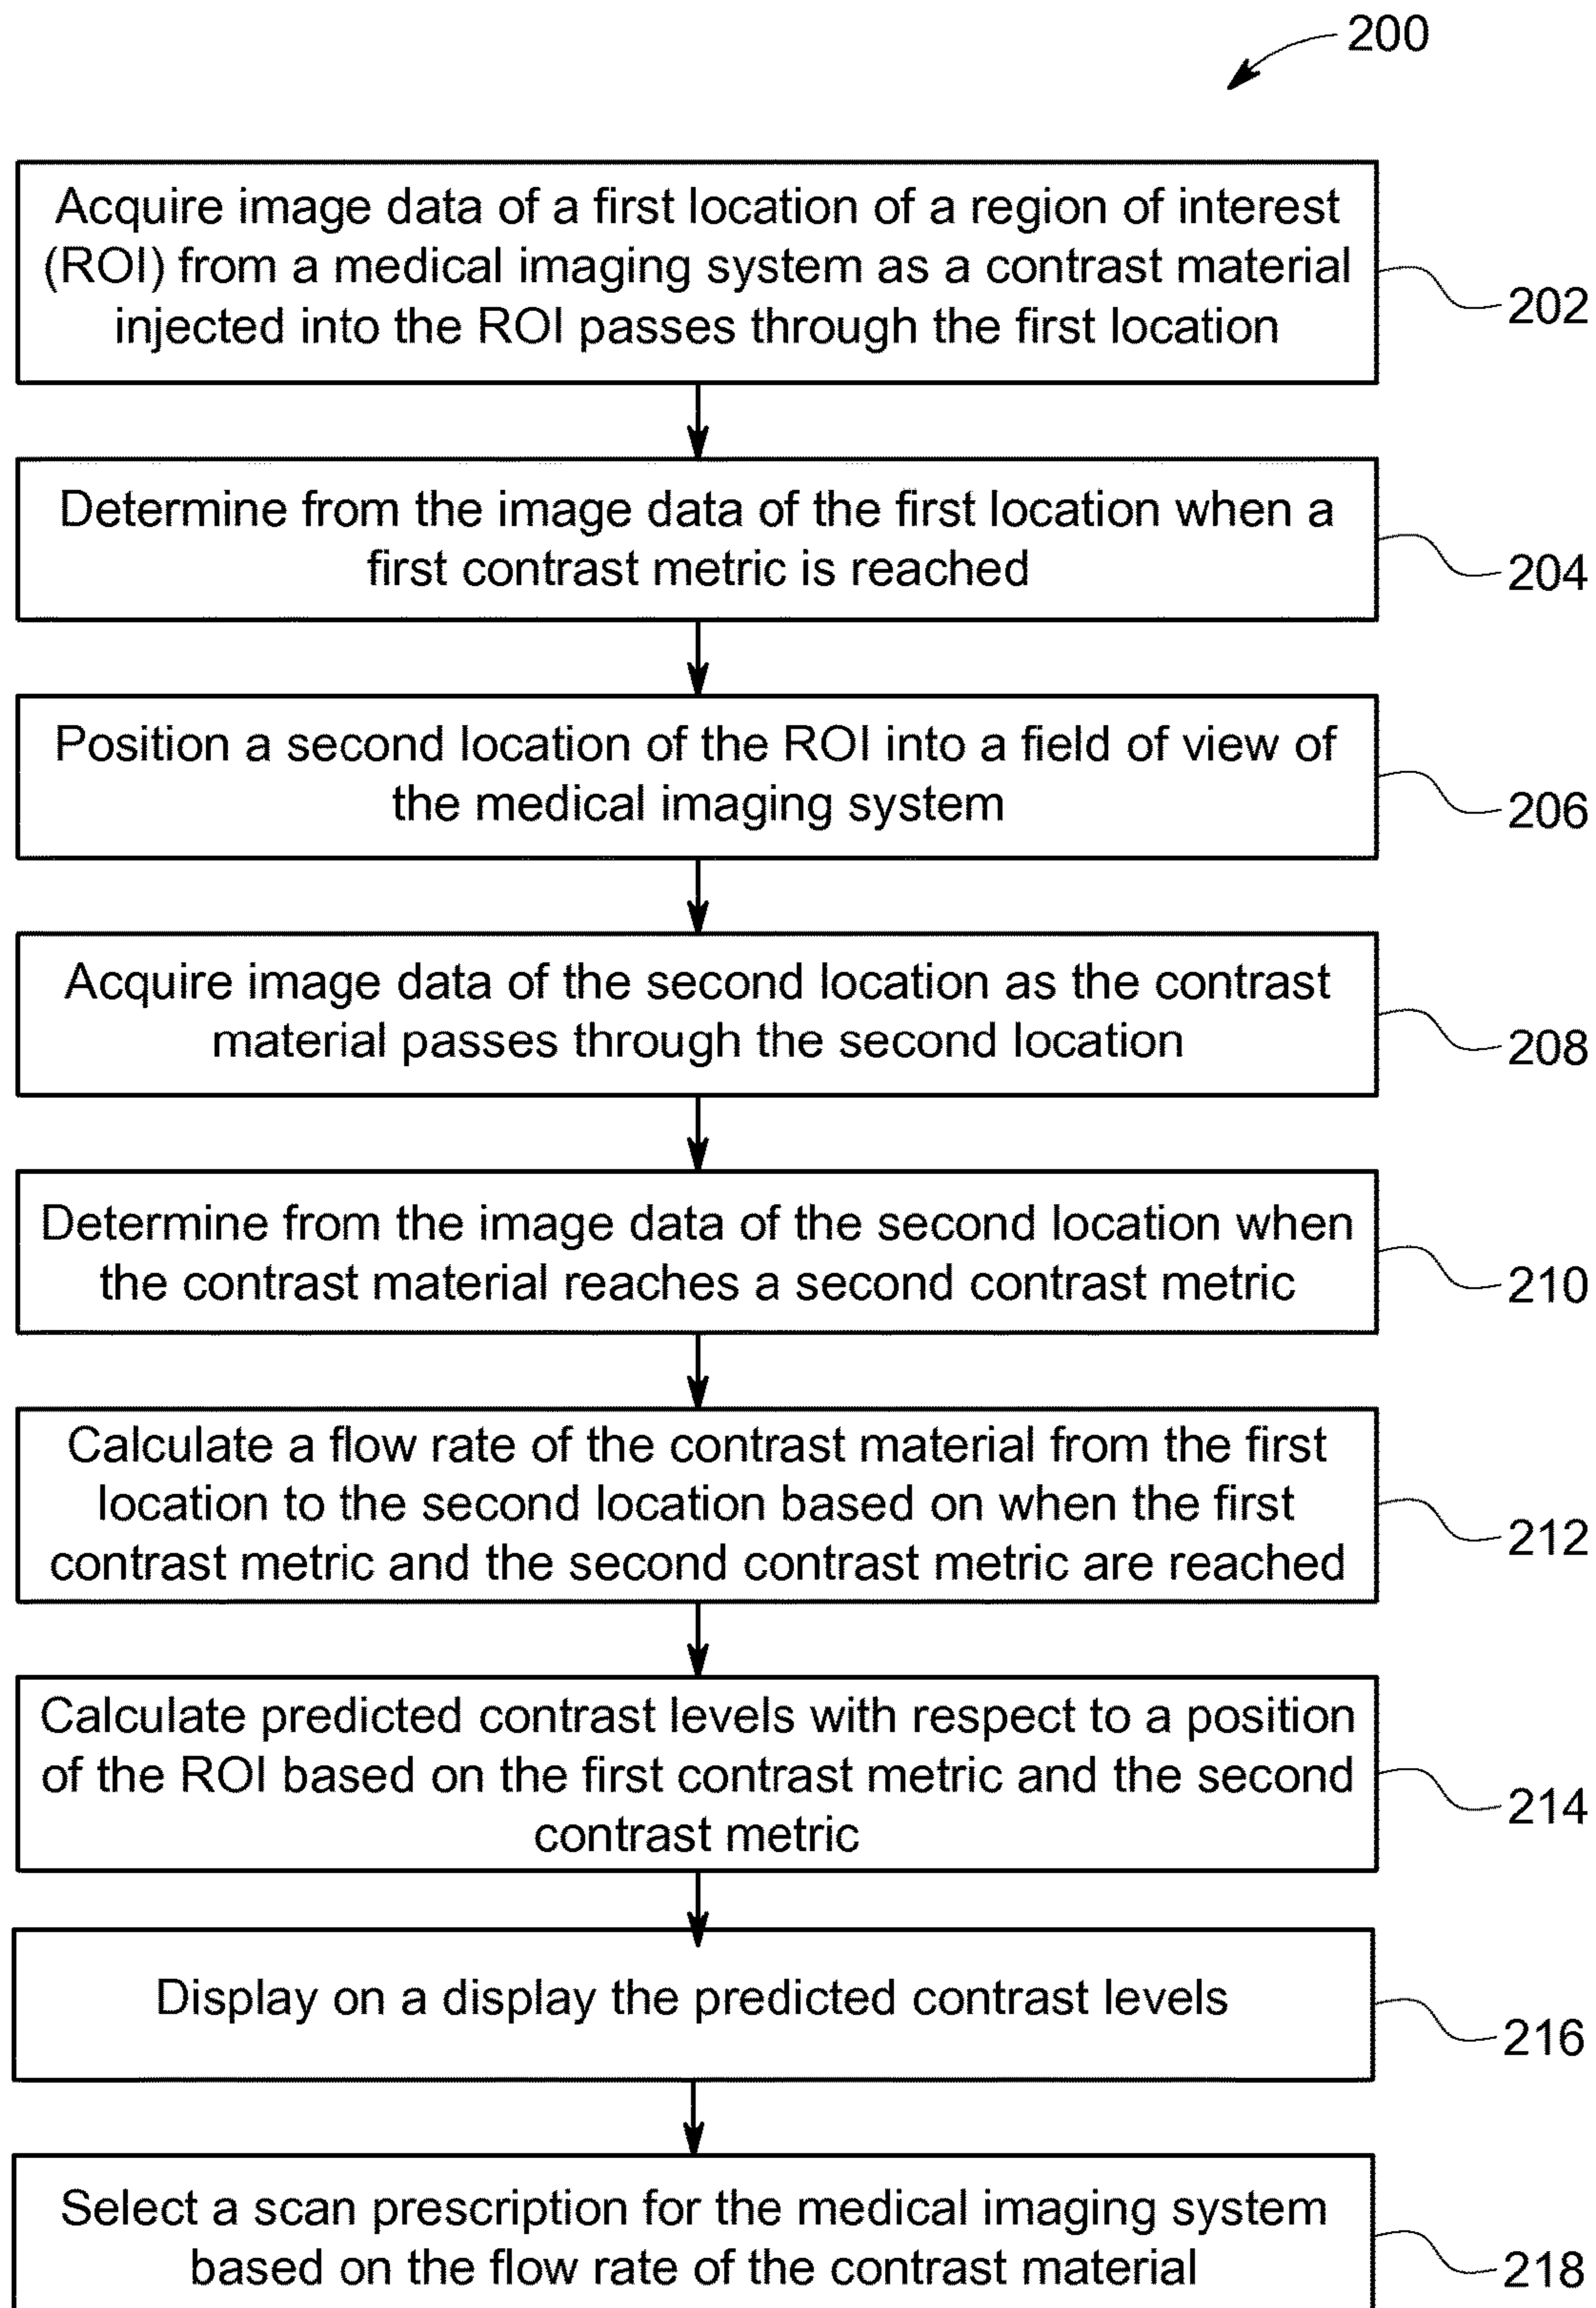 200
Acquire image data of a first location of a region of interest
(ROI) from a medical imaging system as a contrast material
injected into the ROI passes through the first location
202
Determine from the image data of the first location when a
first contrast metric is reached
204
Position a second location of the ROI into a field of view of
the medical imaging system
206
Acquire image data of the second location as the contrast
material passes through the second location
208
Determine from the image data of the second location when
the contrast material reaches a second contrast metric
210
Calculate a flow rate of the contrast material from the first
location to the second location based on when the first
contrast metric and the second contrast metric are reached
212
Calculate predicted contrast levels with respect to a position
of the ROI based on the first contrast metric and the second
contrast metric
214
Display on a display the predicted contrast levels
216
Select a scan prescription for the medical imaging system
based on the flow rate of the contrast material
218